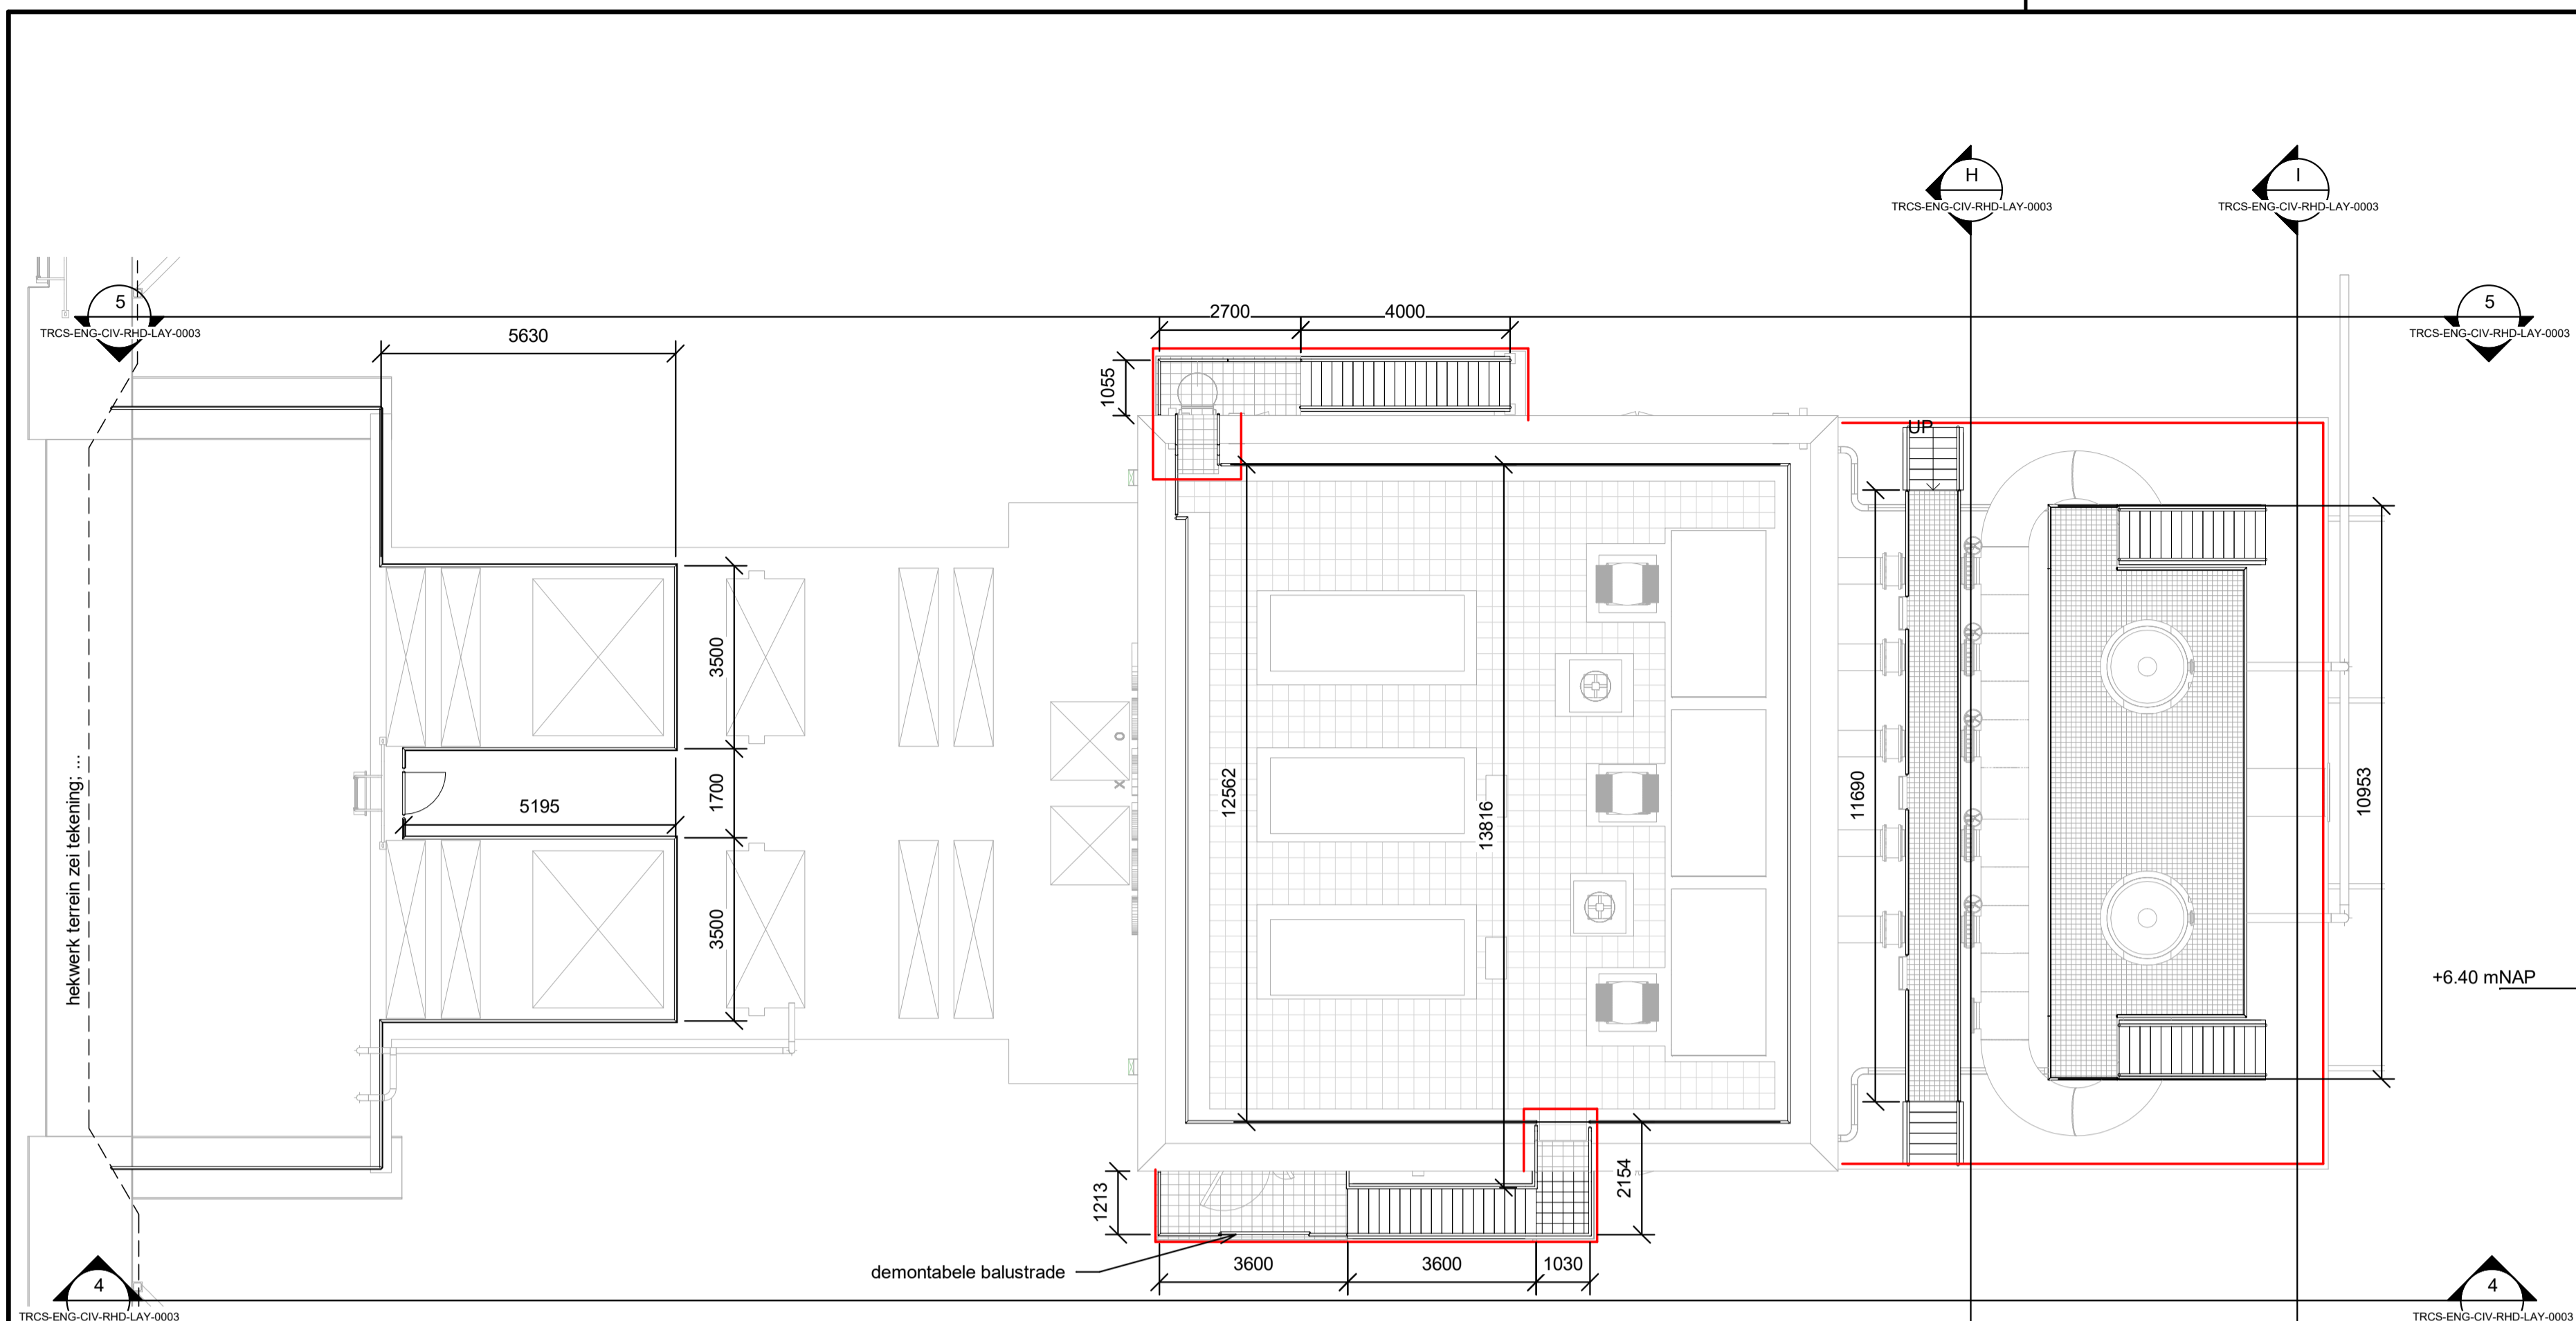 H
TRCS-ENG-CIV-RHD-LAY-0003
I
TRCS-ENG-CIV-RHD-LAY-0003
5
TRCS-ENG-CIV-RHD-LAY-0003
5
TRCS-ENG-CIV-RHD-LAY-0003
2700
4000
5630
1055
UP
3500
12562
13816
11690
10953
O
X
1700
5195
hekwerk terrein zei tekening; ...
3500
+6.40 mNAP
1213
2154
demontabele balustrade
3600
3600
1030
4
TRCS-ENG-CIV-RHD-LAY-0003
4
TRCS-ENG-CIV-RHD-LAY-0003